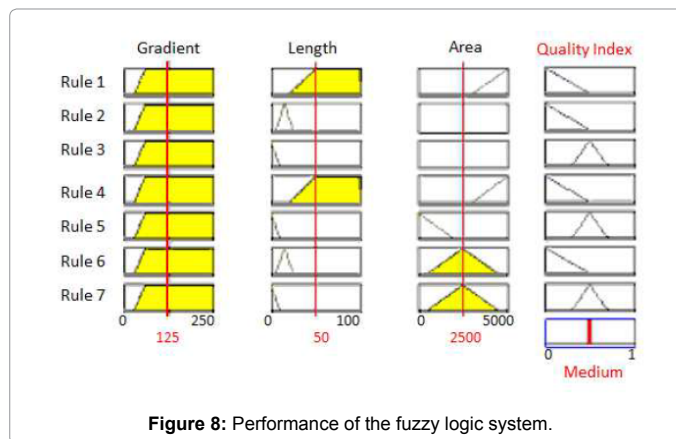 Gradient Length Area Quality Index
Rule 1
Rule 2
Rule 3
Rule 4
Rule 5
Rule 6
Rule 7
0 250 0 100 0 5000 0 1
125 50 2500 Medium
Figure 8: Performance of the fuzzy logic system.